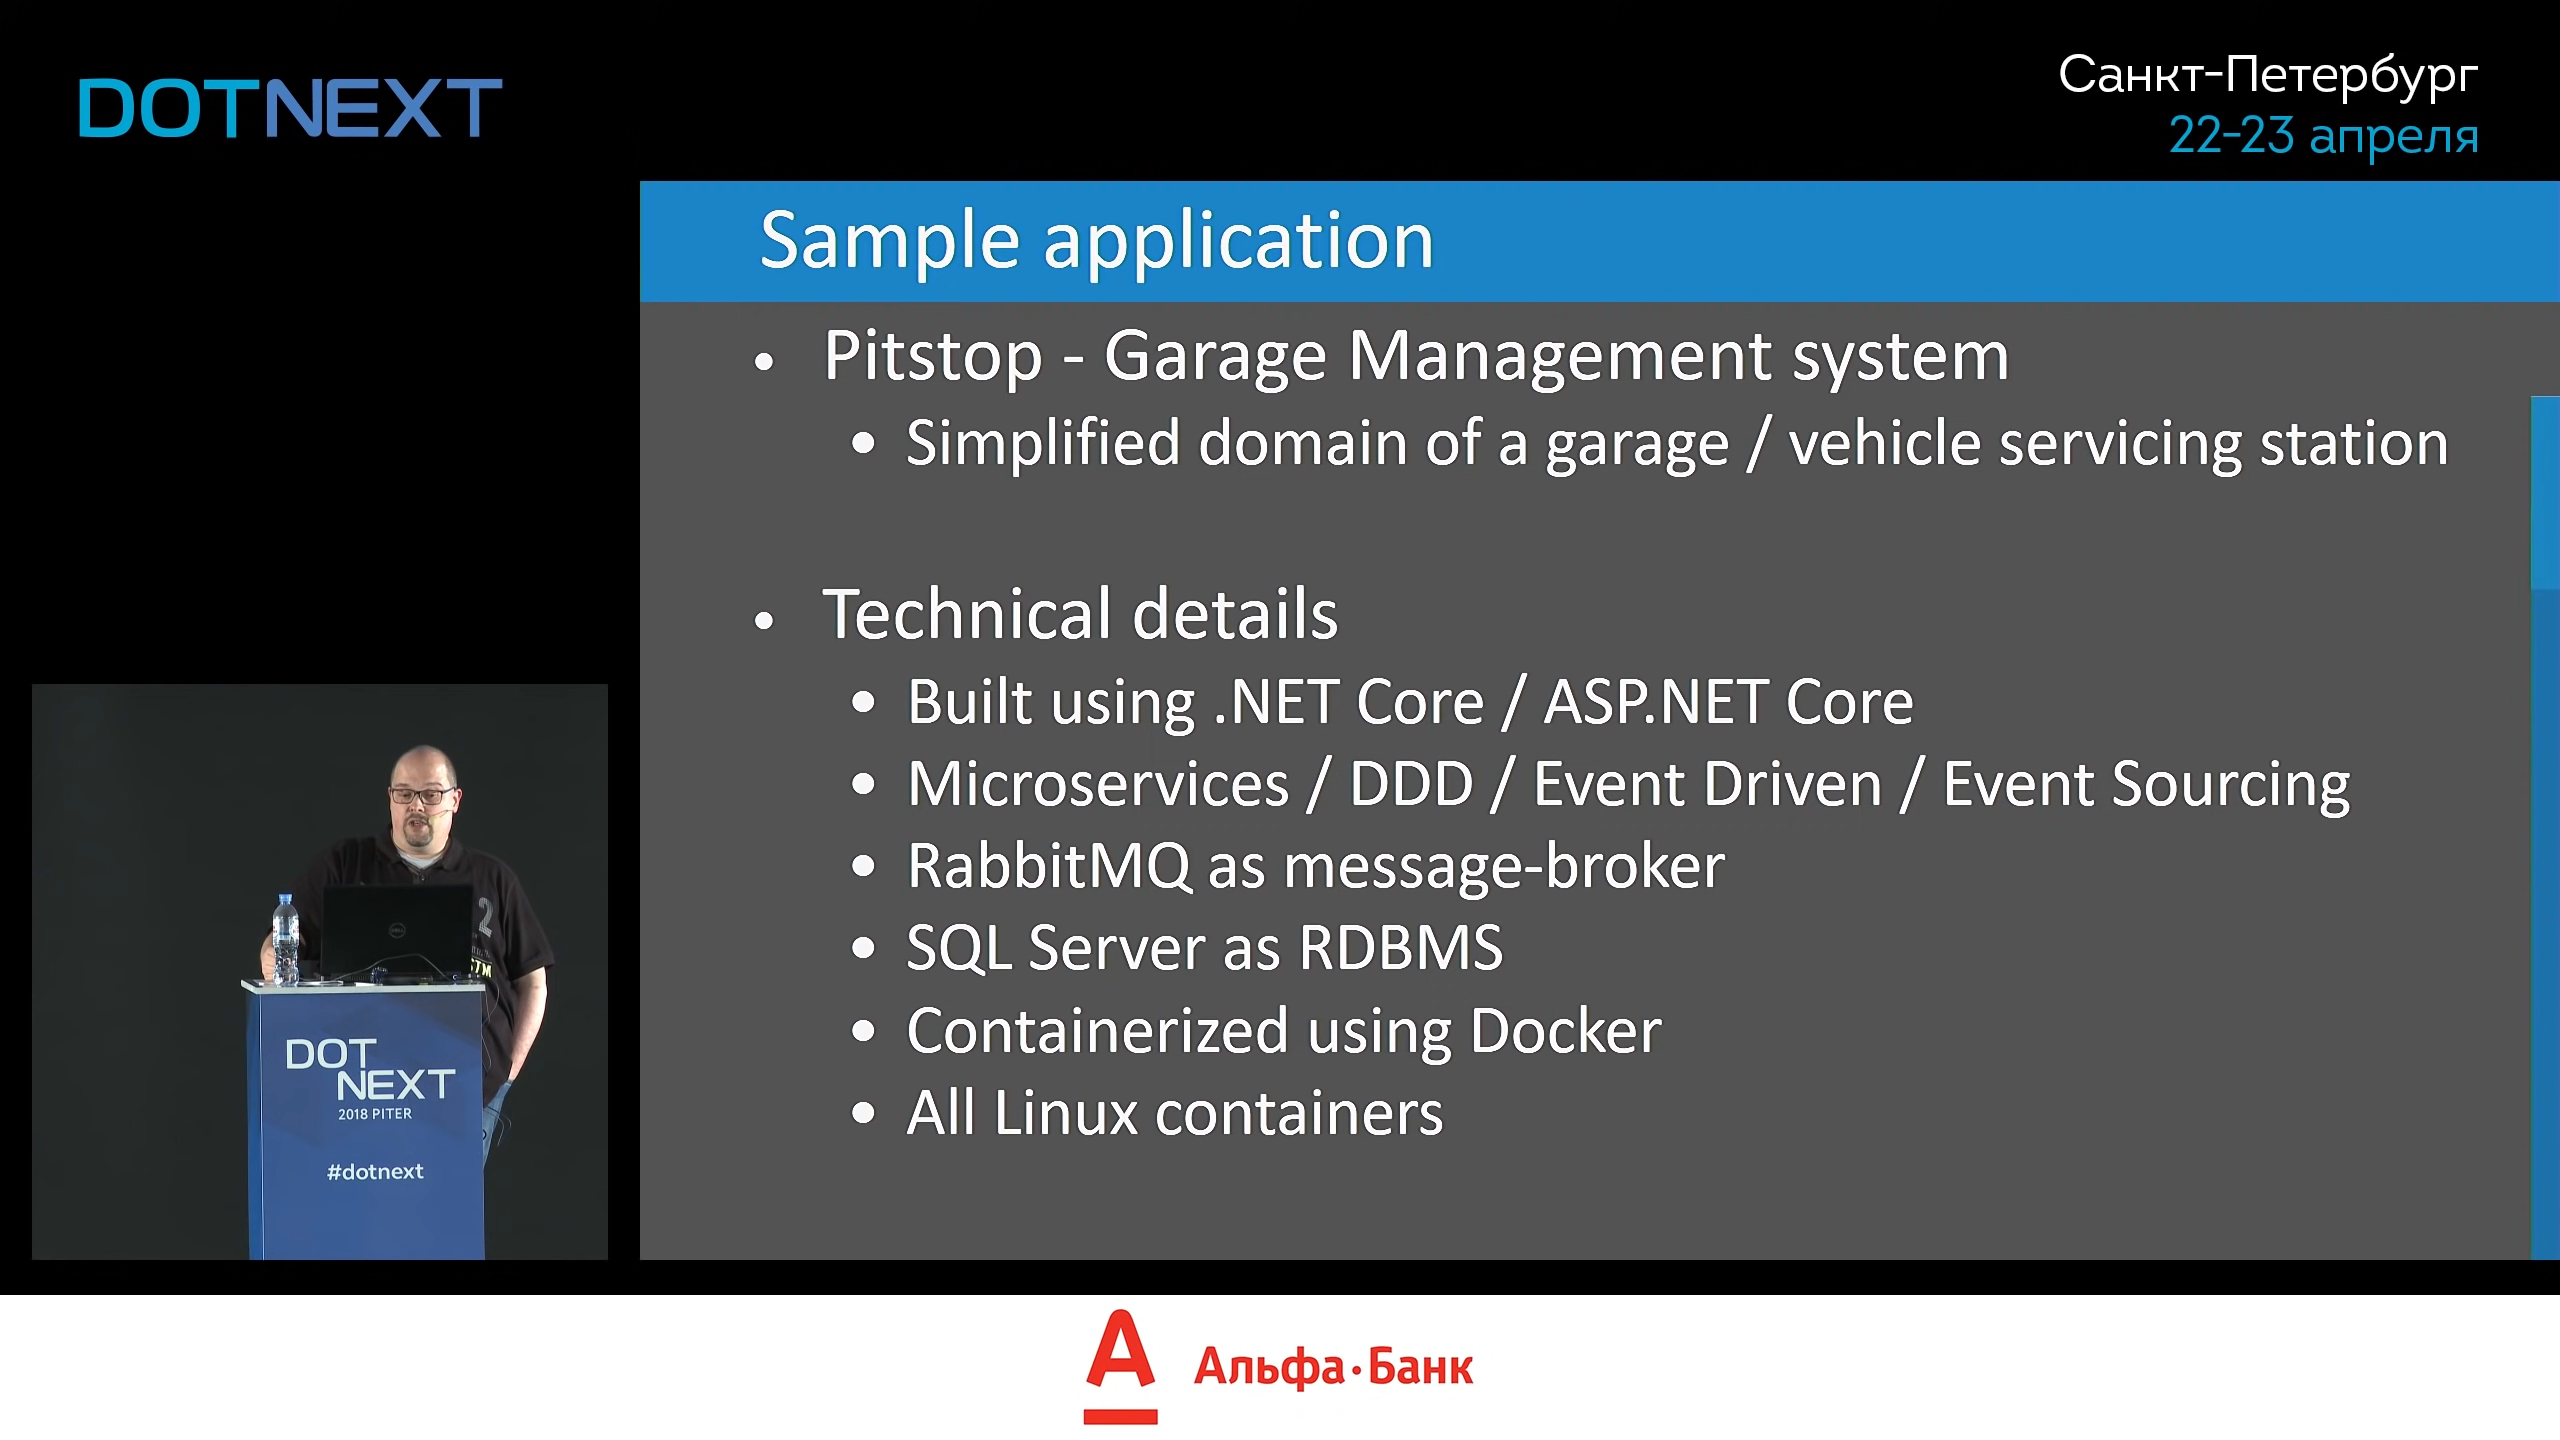 DOTNEXT
Санкт-Петербург
22-23 апреля
Sample application
• Pitstop - Garage Management system
• Simplified domain of a garage / vehicle servicing station
• Technical details
• Built using .NET Core / ASP.NET Core
• Microservices / DDD / Event Driven / Event Sourcing
• RabbitMQ as message-broker
• SQL Server as RDBMS
• Containerized using Docker
• All Linux containers
2
DELL
DOT
NEXT
2018 PITER
#dotnext
Альфа·Банк